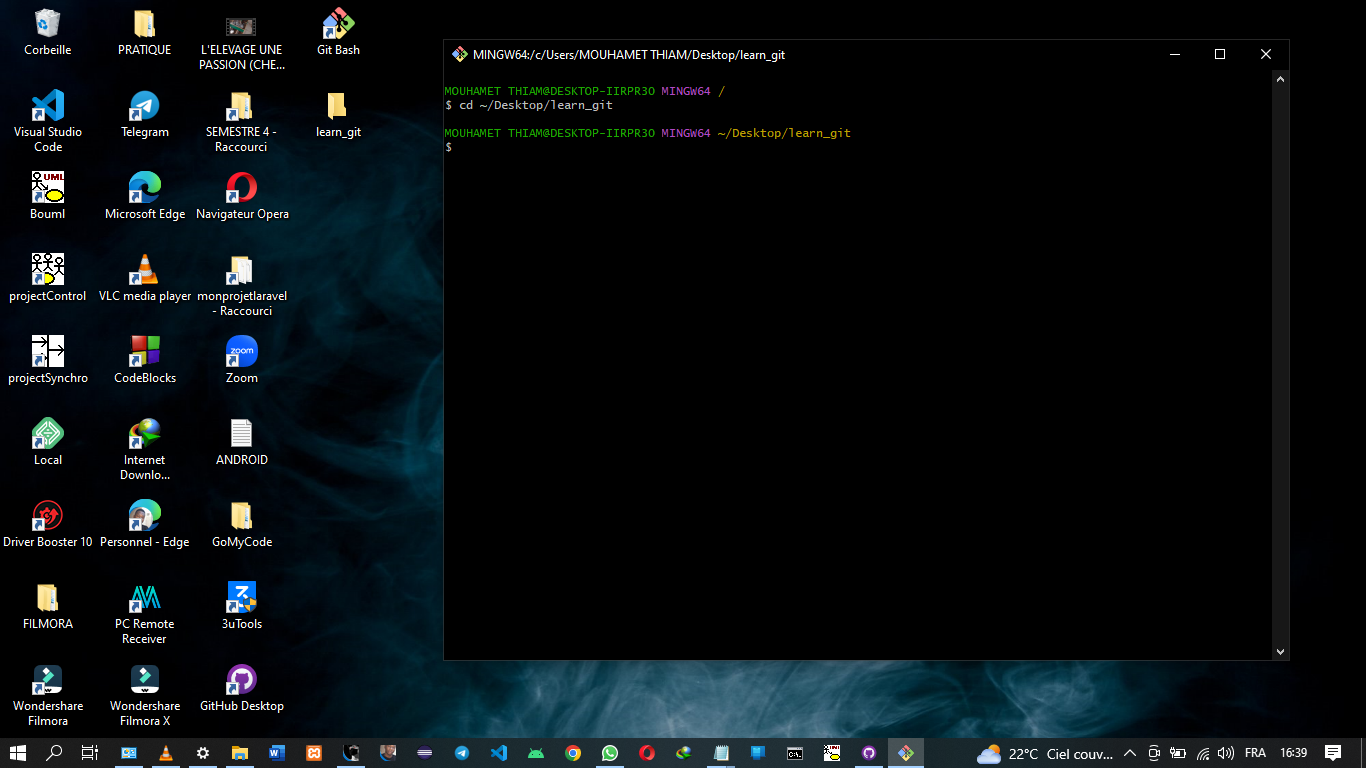 Corbeille
PRATIQUE
L'ELEVAGE UNE
PASSION (CHE...
Git Bash
Visual Studio
Code
Telegram
SEMESTRE 4 -
Raccourci
learn_git
UML
Bouml
Microsoft Edge
Navigateur Opera
projectControl
VLC media player
monprojetlaravel
- Raccourci
projectSynchro
CodeBlocks
zoom
Zoom
Local
Internet
Downlo...
ANDROID
Driver Booster 10
Personnel - Edge
GoMyCode
FILMORA
PC Remote
Receiver
3uTools
Wondershare
Filmora
Wondershare
Filmora X
GitHub Desktop
MINGW64:/c/Users/MOUHAMET THIAM/Desktop/learn_git
MOUHAMET THIAM@DESKTOP-IIRPR3O MINGW64 /
$ cd ~/Desktop/learn_git
MOUHAMET THIAM@DESKTOP-IIRPR3O MINGW64 ~/Desktop/learn_git
$
22°C Ciel couv...
FRA
16:39